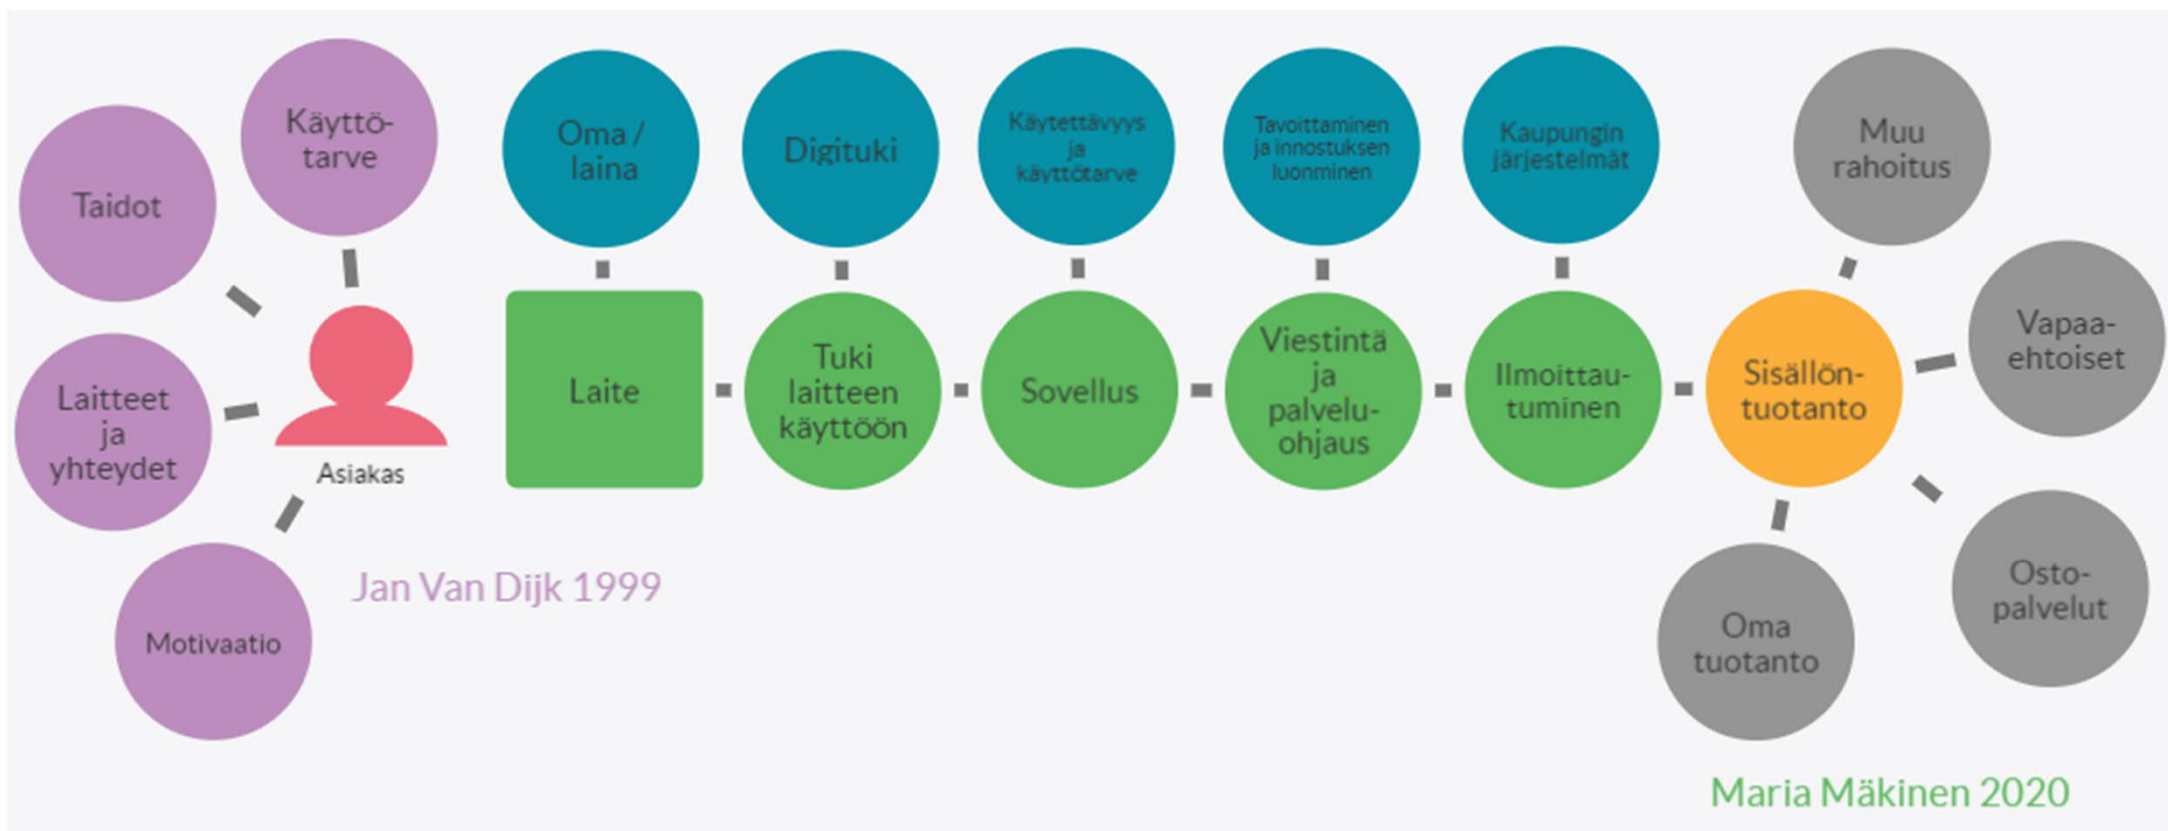 Käyttö-
tarve
Taidot
Laitteet
ja
yhteydet
Motivaatio
Asiakas
Jan Van Dijk 1999
Oma /
laina
Digituki
Käytettävyys
ja
käyttötarve
Tavoittaminen
ja innostuksen
luonminen
Kaupungin
järjestelmät
Laite
Tuki
laitteen
käyttöön
Sovellus
Viestintä
ja
palvelu-
ohjaus
Ilmoittau-
tuminen
Sisällön-
tuotanto
Muu
rahoitus
Vapaa-
ehtoiset
Osto-
palvelut
Oma
tuotanto
Maria Mäkinen 2020